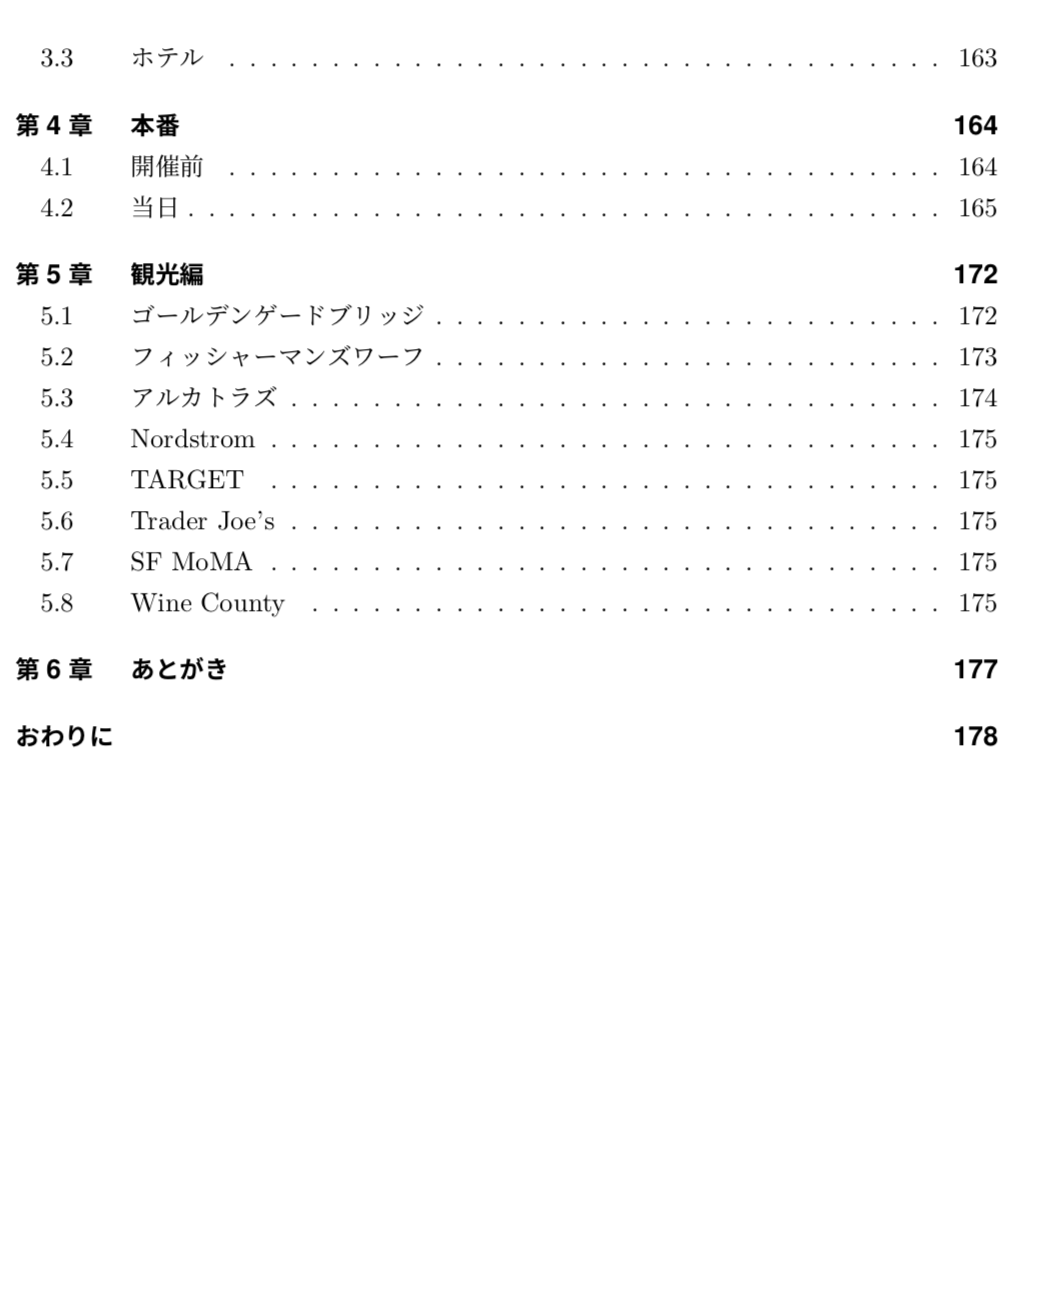 3.3 ホテル . . . . . . . . . . . . . . . . . . . . . . . . . . . . . . . . . . . 163
第 4 章 本番 164
4.1 開催前 . . . . . . . . . . . . . . . . . . . . . . . . . . . . . . . . . . . 164
4.2 当日 . . . . . . . . . . . . . . . . . . . . . . . . . . . . . . . . . . . . . 165
第 5 章 観光編 172
5.1 ゴールデンゲードブリッジ . . . . . . . . . . . . . . . . . . . . . . . . . 172
5.2 フィッシャーマンズワーフ . . . . . . . . . . . . . . . . . . . . . . . . . 173
5.3 アルカトラズ . . . . . . . . . . . . . . . . . . . . . . . . . . . . . . . . 174
5.4 Nordstrom . . . . . . . . . . . . . . . . . . . . . . . . . . . . . . . . . 175
5.5 TARGET . . . . . . . . . . . . . . . . . . . . . . . . . . . . . . . . . 175
5.6 Trader Joe's . . . . . . . . . . . . . . . . . . . . . . . . . . . . . . . . 175
5.7 SF MoMA . . . . . . . . . . . . . . . . . . . . . . . . . . . . . . . . . 175
5.8 Wine County . . . . . . . . . . . . . . . . . . . . . . . . . . . . . . . 175
第 6 章 あとがき 177
おわりに 178